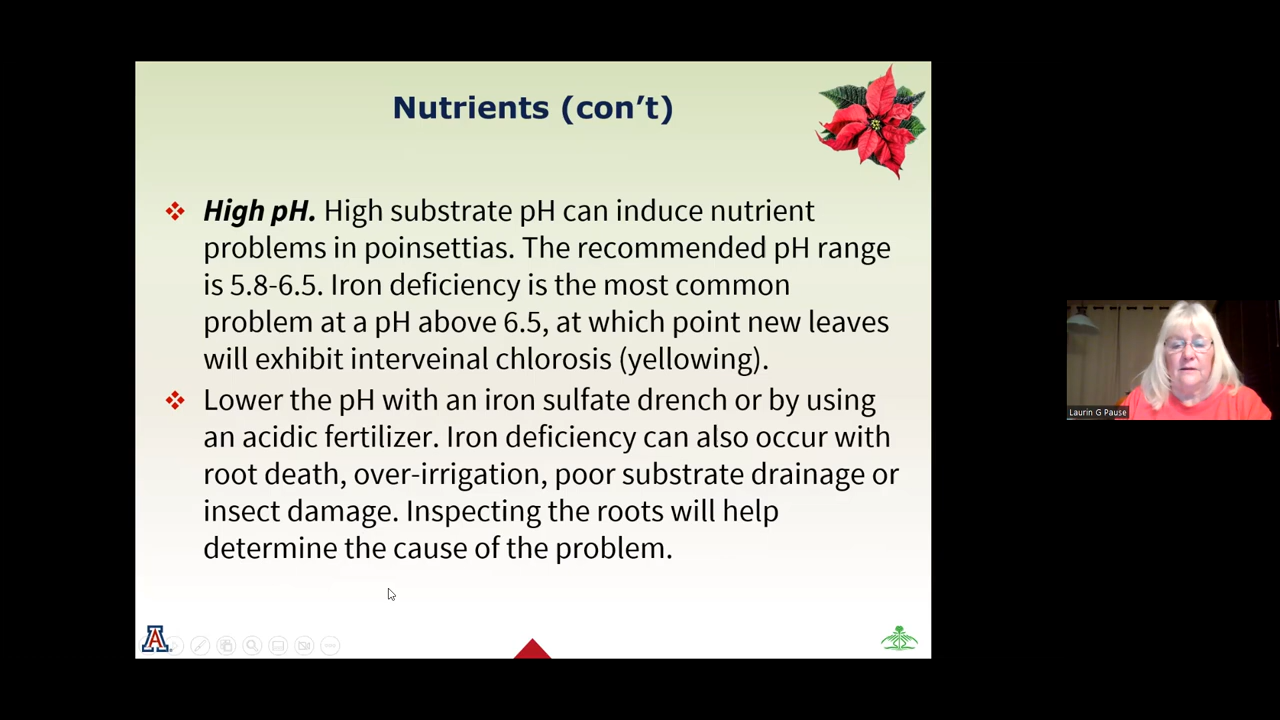 Nutrients (con’t)
High pH. High substrate pH can induce nutrient
problems in poinsettias. The recommended pH range
is 5.8-6.5. Iron deficiency is the most common
problem at a pH above 6.5, at which point new leaves
will exhibit interveinal chlorosis (yellowing).
Lower the pH with an iron sulfate drench or by using
an acidic fertilizer. Iron deficiency can also occur with
root death, over-irrigation, poor substrate drainage or
insect damage. Inspecting the roots will help
determine the cause of the problem.
A
Laurin G Pause